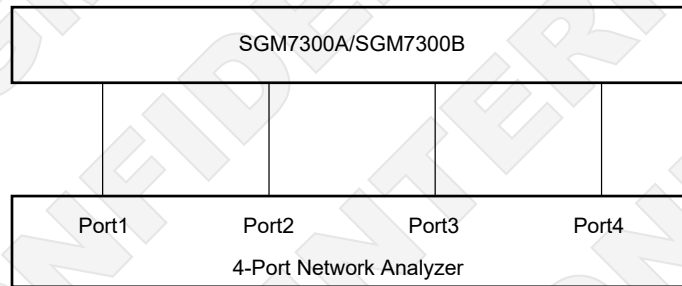 SGM7300A/SGM7300B
Port1 Port2 Port3 Port4
4-Port Network Analyzer